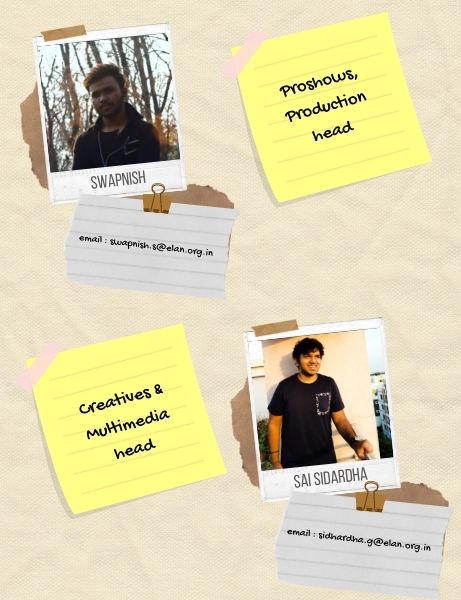 SWAPNISH
Proshows,
Production
head
email : swapnish.s@elan.org.in
Creatives &
Multimedia
head
SAI SIDARDHA
email : sidhardha.g@elan.org.in